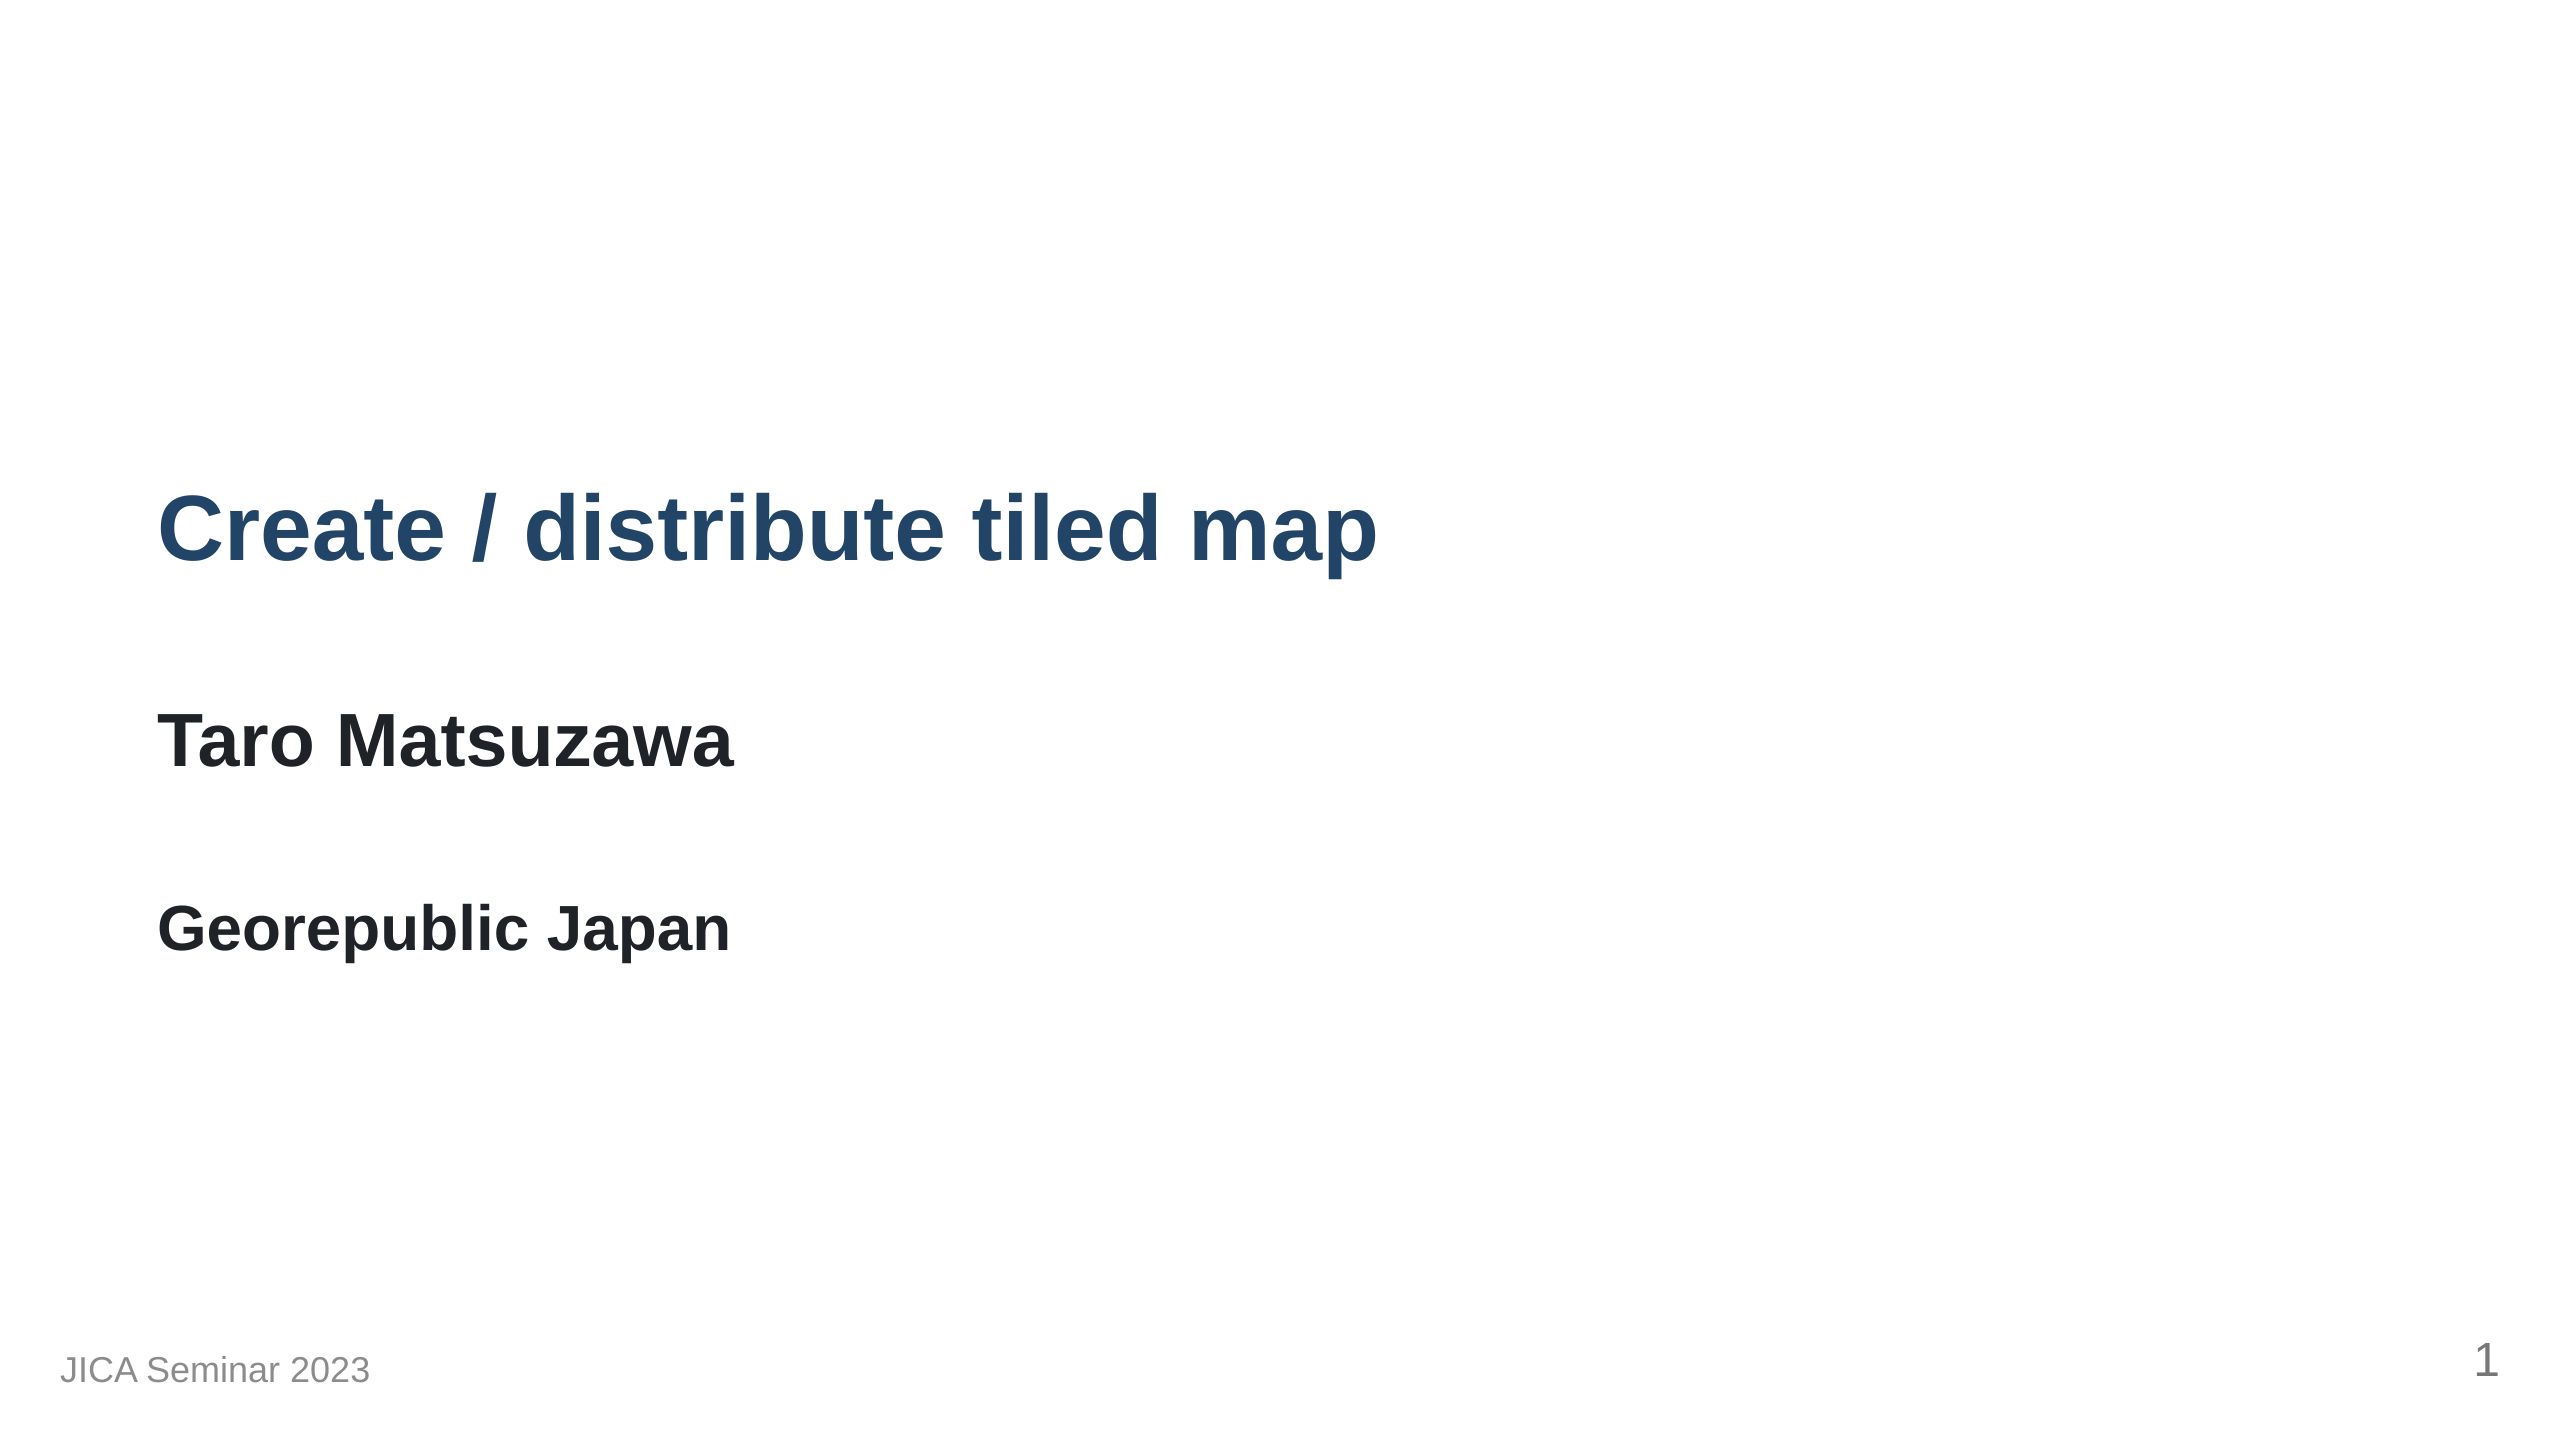 Create / distribute tiled map
Taro Matsuzawa
Georepublic Japan
JICA Seminar 2023
1